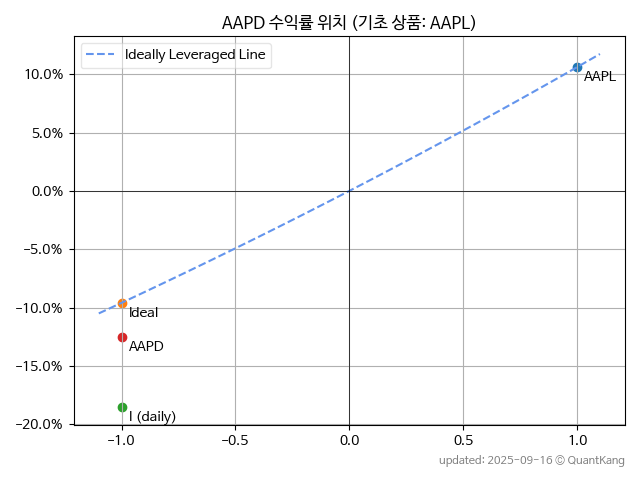 AAPD 수익률 위치 (기초 상품: AAPL)
Ideally Leveraged Line
10.0%
5.0%
0.0%
−5.0%
−10.0%
−15.0%
−20.0%
AAPL
Ideal
AAPD
I (daily)
−1.0
−0.5
0.0
0.5
1.0
updated: 2025-09-16 © QuantKang